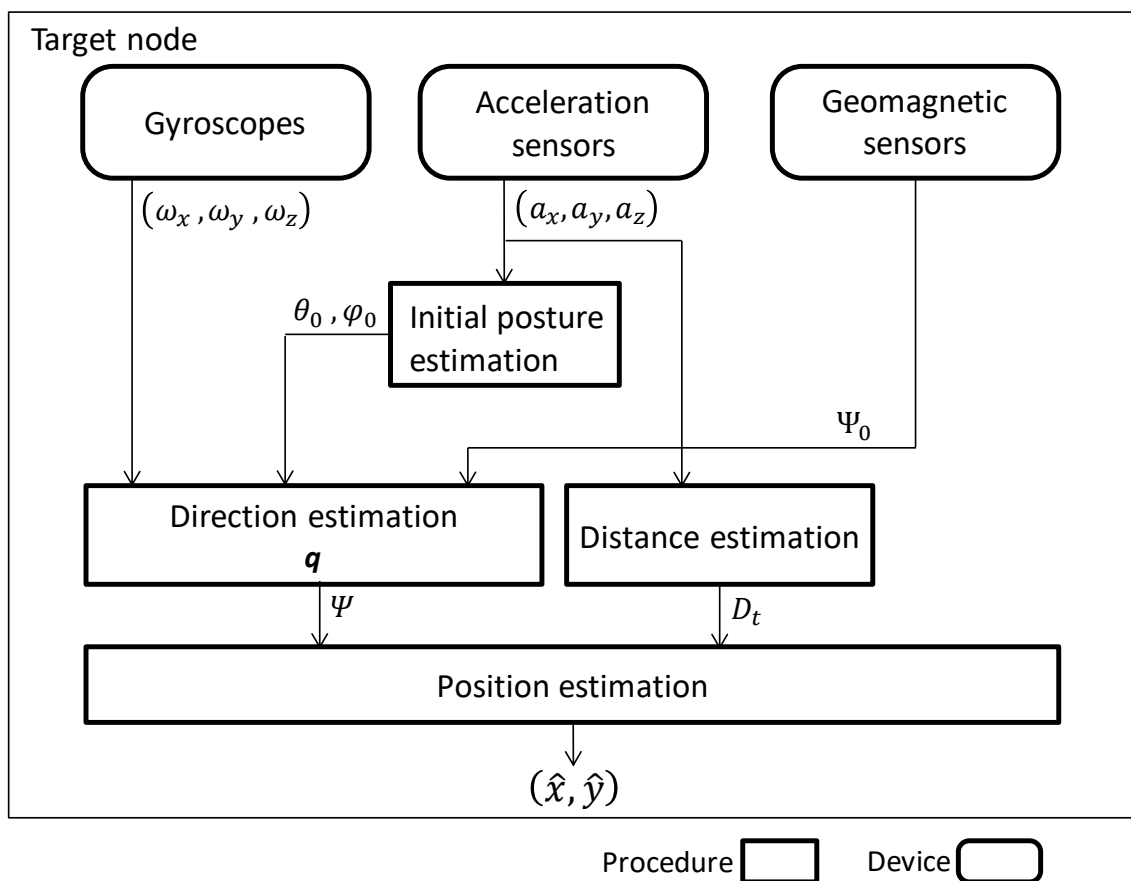 Target node
Gyroscopes
Acceleration
sensors
Geomagnetic
sensors
(ω_x , ω_y , ω_z)
(a_x, a_y, a_z)
θ_0 , φ_0
Initial posture
estimation
Ψ_0
Direction estimation
q
Distance estimation
Ψ
D_t
Position estimation
(x̂, ŷ)
Procedure
Device